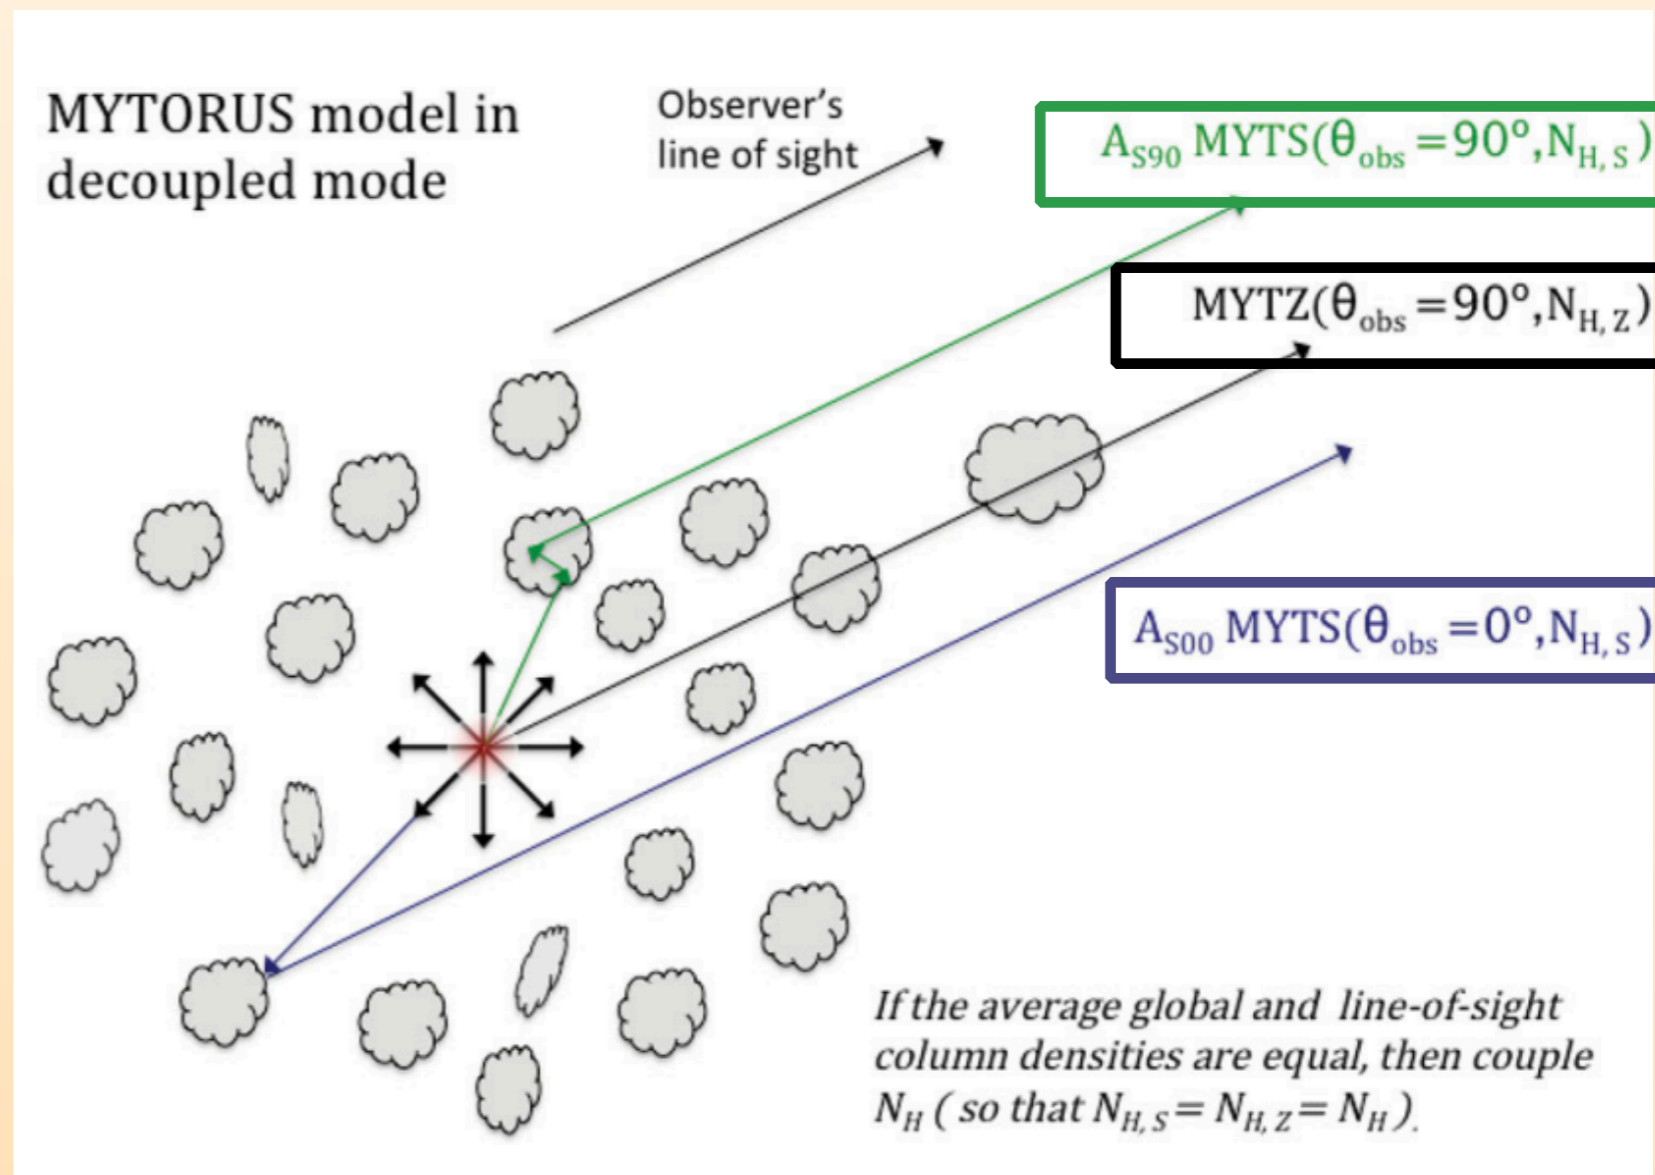 MYTORUS model in
decoupled mode
Observer's
line of sight
A_S90 MYTS(θ_obs =90°,N_H, S)
MYTZ(θ_obs =90°,N_H, Z)
A_S00 MYTS(θ_obs =0°,N_H, S)
If the average global and line-of-sight
column densities are equal, then couple
N_H ( so that N_H, S = N_H, Z = N_H ).